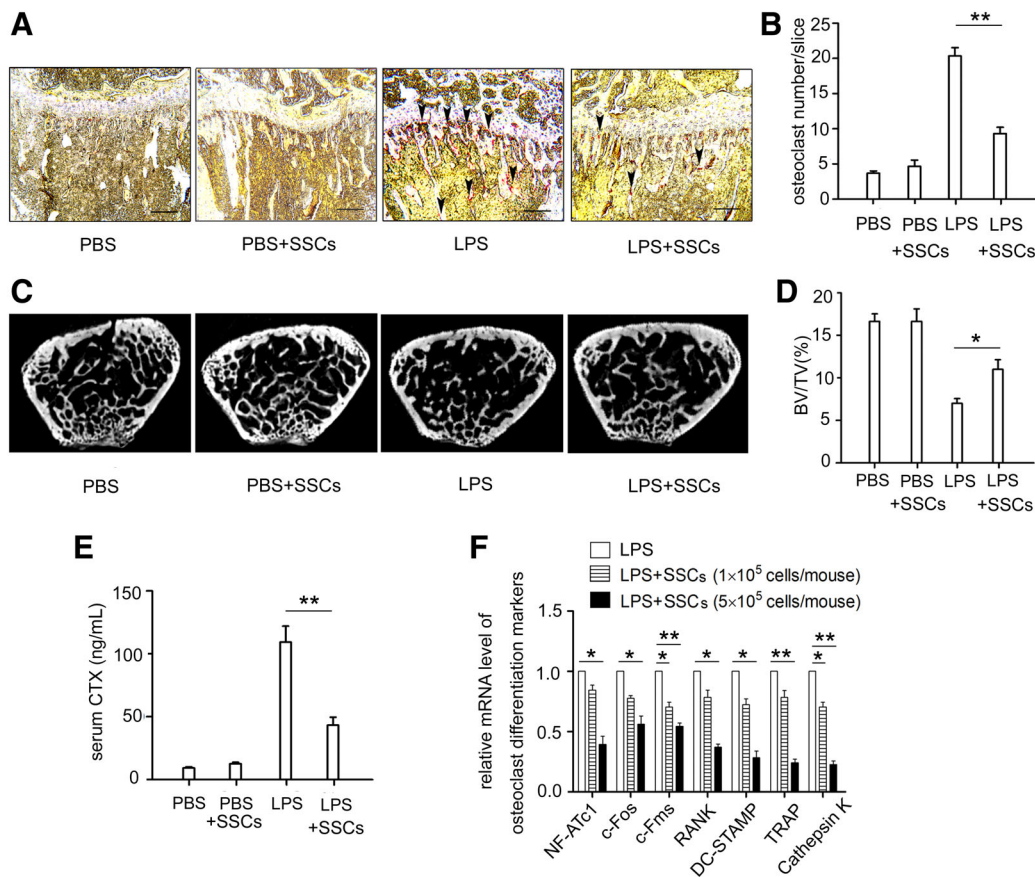 A
PBS
PBS+SSCs
LPS
LPS+SSCs
B
osteoclast number/slice
25
20
15
10
5
0
**
PBS
PBS
+SSCs
LPS
LPS
+SSCs
C
PBS
PBS+SSCs
LPS
LPS+SSCs
D
BV/TV(%)
20
15
10
5
0
*
PBS
PBS
+SSCs
LPS
LPS
+SSCs
E
serum CTX (ng/mL)
150
100
50
0
**
PBS
PBS
+SSCs
LPS
LPS
+SSCs
F
LPS
LPS+SSCs (1×10⁵ cells/mouse)
LPS+SSCs (5×10⁵ cells/mouse)
relative mRNA level of
osteoclast differentiation markers
1.5
1.0
0.5
0.0
*
*
**
*
*
*
**
**
*
NF-ATc1
c-Fos
c-Fms
RANK
DC-STAMP
TRAP
Cathepsin K